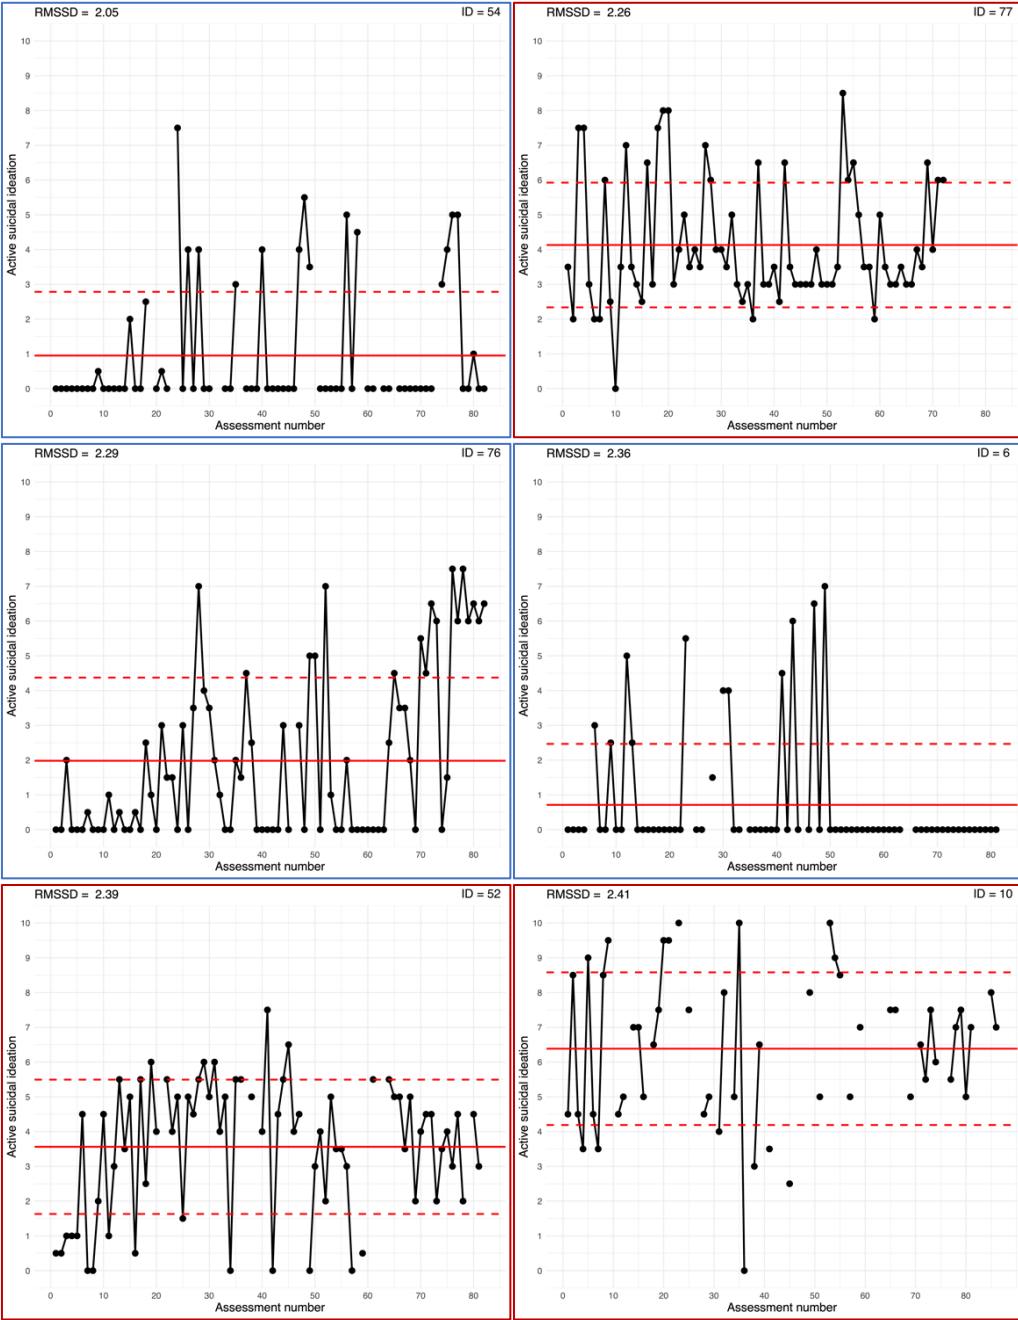 RMSSD = 2.05 ID = 54
10
9
8
7
6
5
4
3
2
1
0
Active suicidal ideation
0 10 20 30 40 50 60 70 80
Assessment number
RMSSD = 2.26 ID = 77
10
9
8
7
6
5
4
3
2
1
0
Active suicidal ideation
0 10 20 30 40 50 60 70 80
Assessment number
RMSSD = 2.29 ID = 76
10
9
8
7
6
5
4
3
2
1
0
Active suicidal ideation
0 10 20 30 40 50 60 70 80
Assessment number
RMSSD = 2.36 ID = 6
10
9
8
7
6
5
4
3
2
1
0
Active suicidal ideation
0 10 20 30 40 50 60 70 80
Assessment number
RMSSD = 2.39 ID = 52
10
9
8
7
6
5
4
3
2
1
0
Active suicidal ideation
0 10 20 30 40 50 60 70 80
Assessment number
RMSSD = 2.41 ID = 10
10
9
8
7
6
5
4
3
2
1
0
Active suicidal ideation
0 10 20 30 40 50 60 70 80
Assessment number